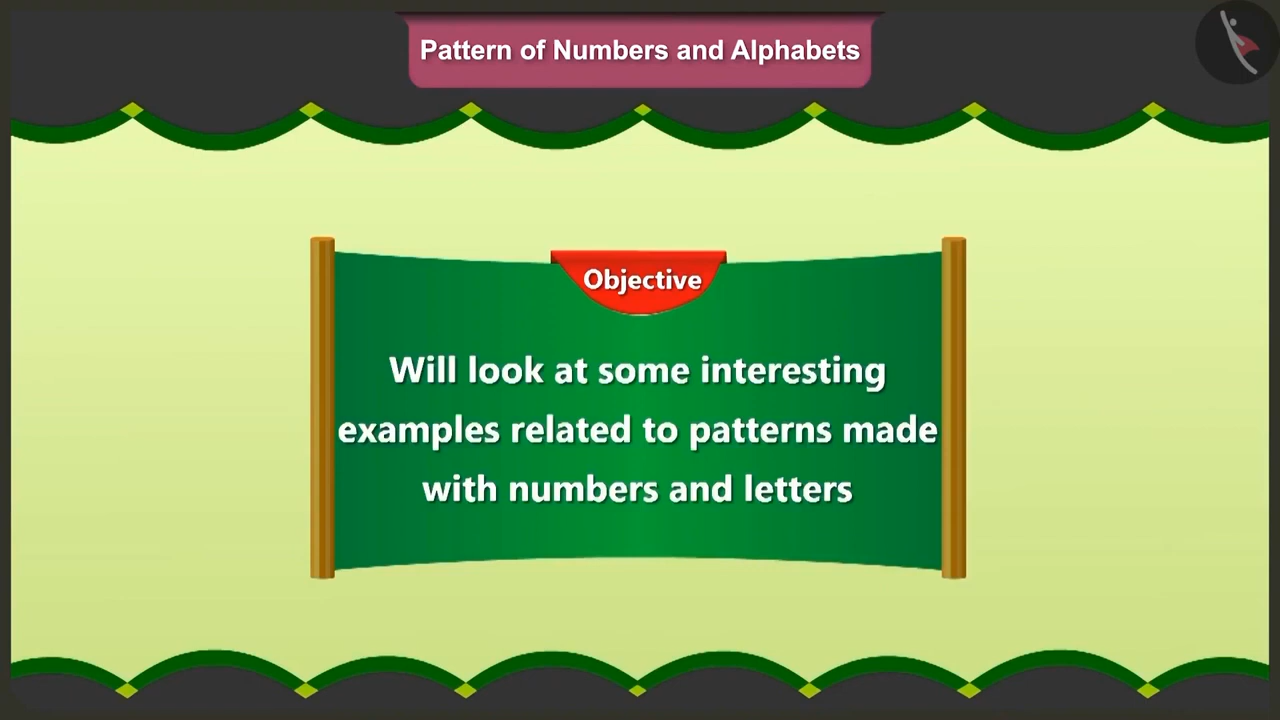 Pattern of Numbers and Alphabets
Objective
Will look at some interesting
examples related to patterns made
with numbers and letters